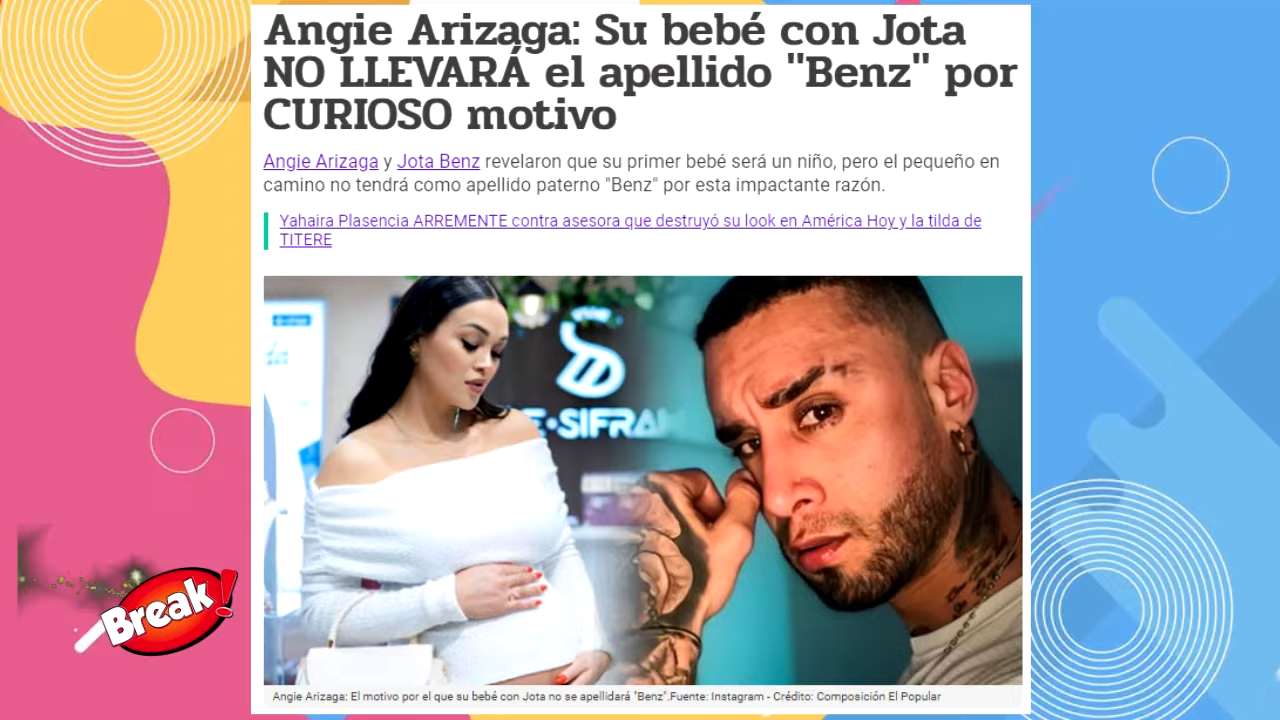 Angie Arizaga: Su bebé con Jota
NO LLEVARÁ el apellido "Benz" por
CURIOSO motivo
Angie Arizaga y Jota Benz revelaron que su primer bebé será un niño, pero el pequeño en
camino no tendrá como apellido paterno "Benz" por esta impactante razón.
Yahaira Plasencia ARREMENTE contra asesora que destruyó su look en América Hoy y la tilda de
TITERE
Break!
Angie Arizaga: El motivo por el que su bebé con Jota no se apellidará "Benz".Fuente: Instagram - Crédito: Composición El Popular